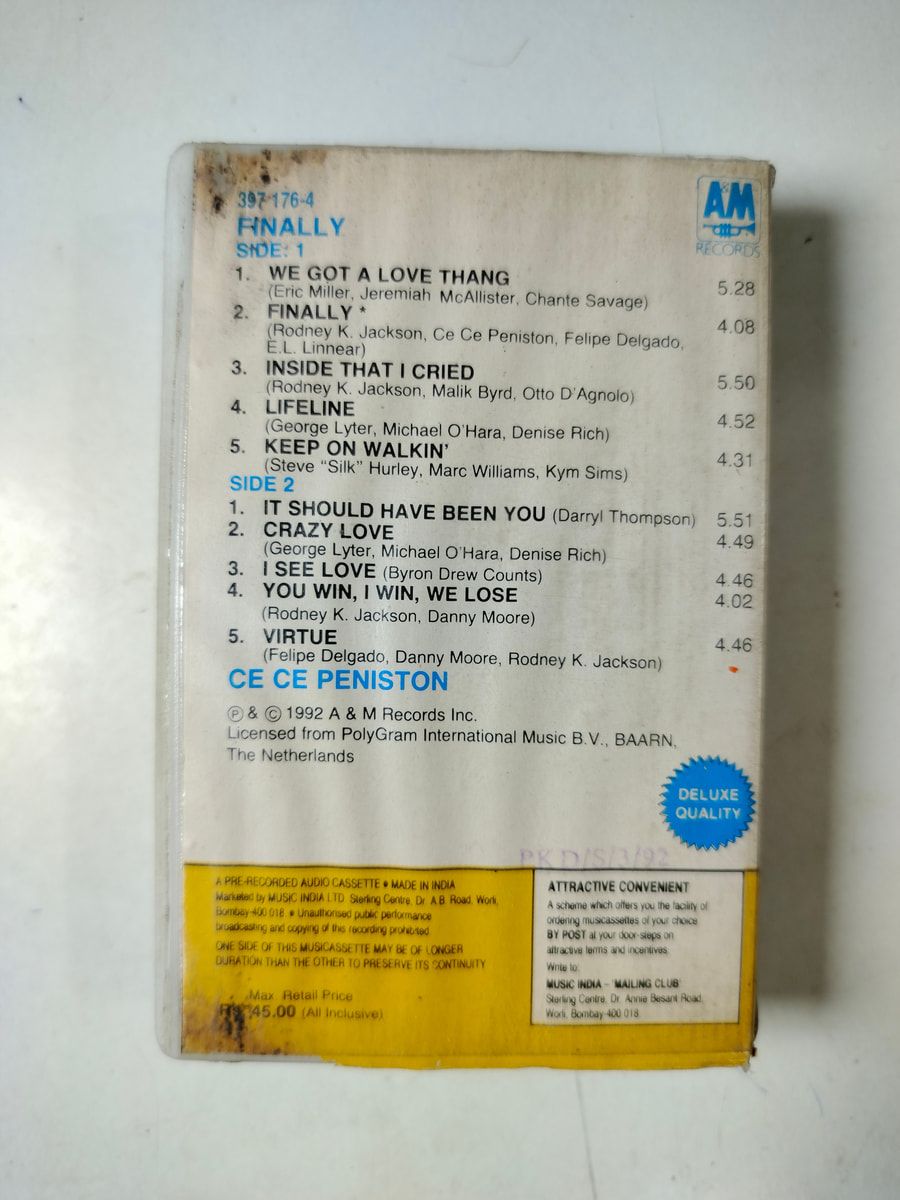 397 176-4
FINALLY
SIDE: 1
A&M
RECORDS
1. WE GOT A LOVE THANG 5.28
(Eric Miller, Jeremiah McAllister, Chante Savage)
2. FINALLY * 4.08
(Rodney K. Jackson, Ce Ce Peniston, Felipe Delgado,
E.L. Linnear)
3. INSIDE THAT I CRIED 5.50
(Rodney K. Jackson, Malik Byrd, Otto D'Agnolo)
4. LIFELINE 4.52
(George Lyter, Michael O'Hara, Denise Rich)
5. KEEP ON WALKIN' 4.31
(Steve "Silk" Hurley, Marc Williams, Kym Sims)
SIDE 2
1. IT SHOULD HAVE BEEN YOU (Darryl Thompson) 5.51
2. CRAZY LOVE 4.49
(George Lyter, Michael O'Hara, Denise Rich)
3. I SEE LOVE (Byron Drew Counts) 4.46
4. YOU WIN, I WIN, WE LOSE 4.02
(Rodney K. Jackson, Danny Moore)
5. VIRTUE 4.46
(Felipe Delgado, Danny Moore, Rodney K. Jackson)
CE CE PENISTON
Ⓟ & © 1992 A & M Records Inc.
Licensed from PolyGram International Music B.V., BAARN,
The Netherlands
DELUXE
QUALITY
PKD/S/3/92
A PRE-RECORDED AUDIO CASSETTE • MADE IN INDIA
Marketed by MUSIC INDIA LTD. Sterling Centre, Dr. A.B. Road, Worli,
Bombay-400 018. • Unauthorised public performance
broadcasting and copying of this recording prohibited.
ONE SIDE OF THIS MUSICASSETTE MAY BE OF LONGER
DURATION THAN THE OTHER TO PRESERVE ITS CONTINUITY
Max. Retail Price
Rs. 45.00 (All Inclusive)
ATTRACTIVE CONVENIENT
A scheme which offers you the facility of
ordering musicassettes of your choice
BY POST at your door-steps on
attractive terms and incentives.
Write to:
MUSIC INDIA - 'MAILING CLUB'
Sterling Centre, Dr. Annie Besant Road,
Worli, Bombay-400 018.